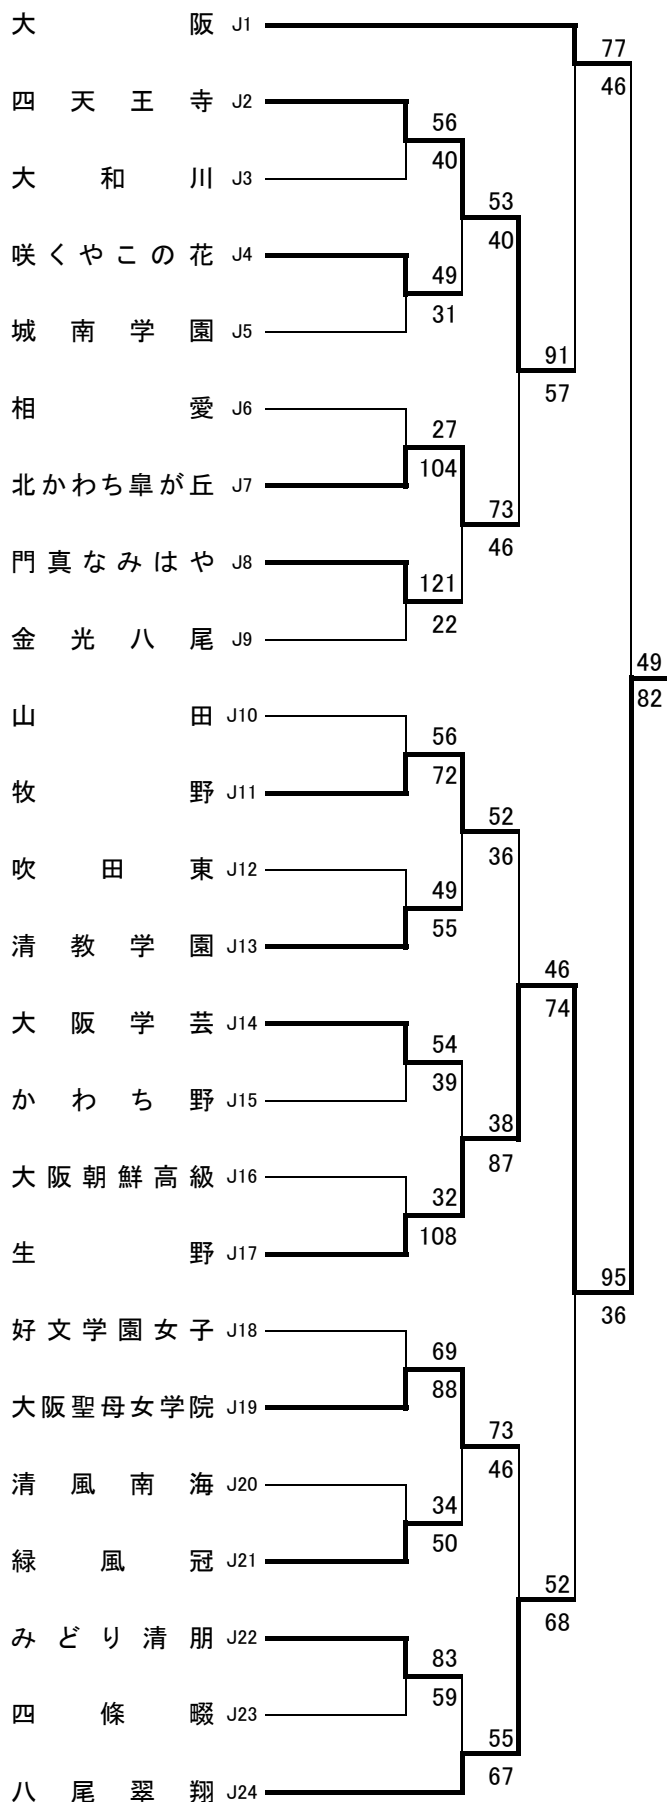 大阪 J1
77
46
四天王寺 J2
56
40
大和川 J3
53
40
咲くやこの花 J4
49
31
城南学園 J5
91
57
相愛 J6
27
104
北かわち皐が丘 J7
73
46
門真なみはや J8
121
22
金光八尾 J9
49
82
山田 J10
56
72
牧野 J11
52
36
吹田東 J12
49
55
清教学園 J13
46
74
大阪学芸 J14
54
39
かわち野 J15
38
87
大阪朝鮮高級 J16
32
108
生野 J17
95
36
好文学園女子 J18
69
88
大阪聖母女学院 J19
73
46
清風南海 J20
34
50
緑風冠 J21
52
68
みどり清朋 J22
83
59
四條畷 J23
55
67
八尾翠翔 J24